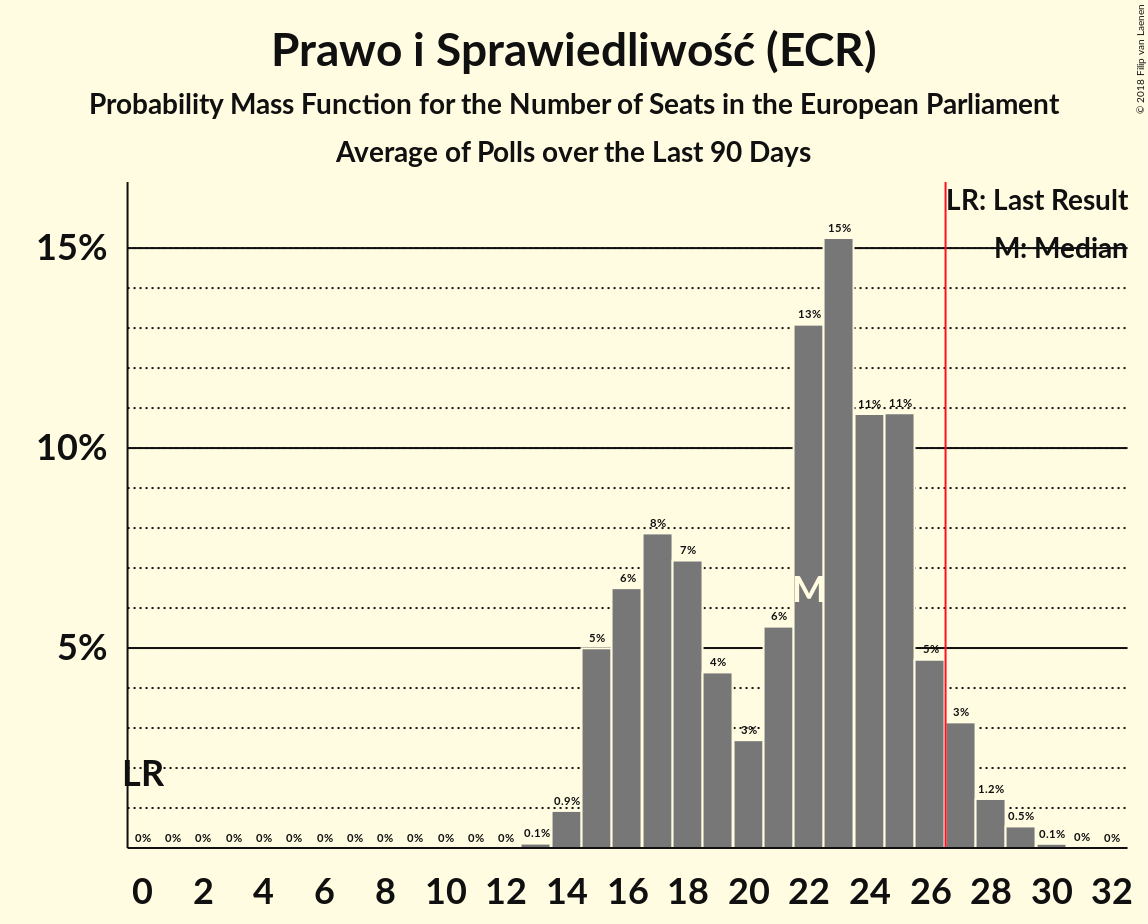 Prawo i Sprawiedliwość (ECR)
Probability Mass Function for the Number of Seats in the European Parliament
Average of Polls over the Last 90 Days
© 2018 Filip van Laenen
LR: Last Result
M: Median
15%
10%
5%
15%
13%
11% 11%
8%
7%
6%
M
6%
5%
5%
4%
3%
3%
LR
1.2%
0.9%
0.5%
0% 0% 0% 0% 0% 0% 0% 0% 0% 0% 0% 0% 0% 0.1% 0.1% 0% 0%
0 2 4 6 8 10 12 14 16 18 20 22 24 26 28 30 32